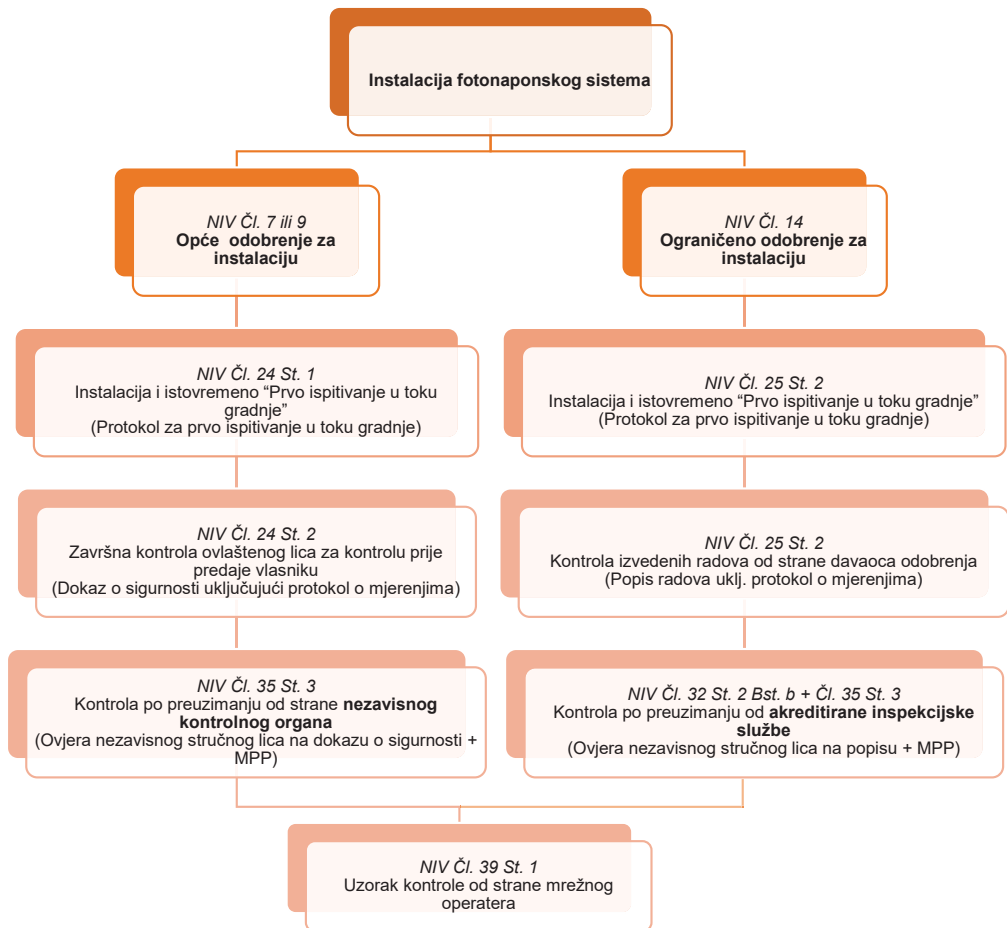 Instalacija fotonaponskog sistema
NIV Čl. 7 ili 9
Opće odobrenje za
instalaciju
NIV Čl. 14
Ograničeno odobrenje za
instalaciju
NIV Čl. 24 St. 1
Instalacija i istovremeno “Prvo ispitivanje u toku
gradnje”
(Protokol za prvo ispitivanje u toku gradnje)
NIV Čl. 25 St. 2
Instalacija i istovremeno “Prvo ispitivanje u toku gradnje”
(Protokol za prvo ispitivanje u toku gradnje)
NIV Čl. 24 St. 2
Završna kontrola ovlaštenog lica za kontrolu prije
predaje vlasniku
(Dokaz o sigurnosti uključujući protokol o mjerenjima)
NIV Čl. 25 St. 2
Kontrola izvedenih radova od strane davaoca odobrenja
(Popis radova uklj. protokol o mjerenjima)
NIV Čl. 35 St. 3
Kontrola po preuzimanju od strane nezavisnog
kontrolnog organa
(Ovjera nezavisnog stručnog lica na dokazu o sigurnosti +
MPP)
NIV Čl. 32 St. 2 Bst. b + Čl. 35 St. 3
Kontrola po preuzimanju od akreditirane inspekcijske
službe
(Ovjera nezavisnog stručnog lica na popisu + MPP)
NIV Čl. 39 St. 1
Uzorak kontrole od strane mrežnog
operatera